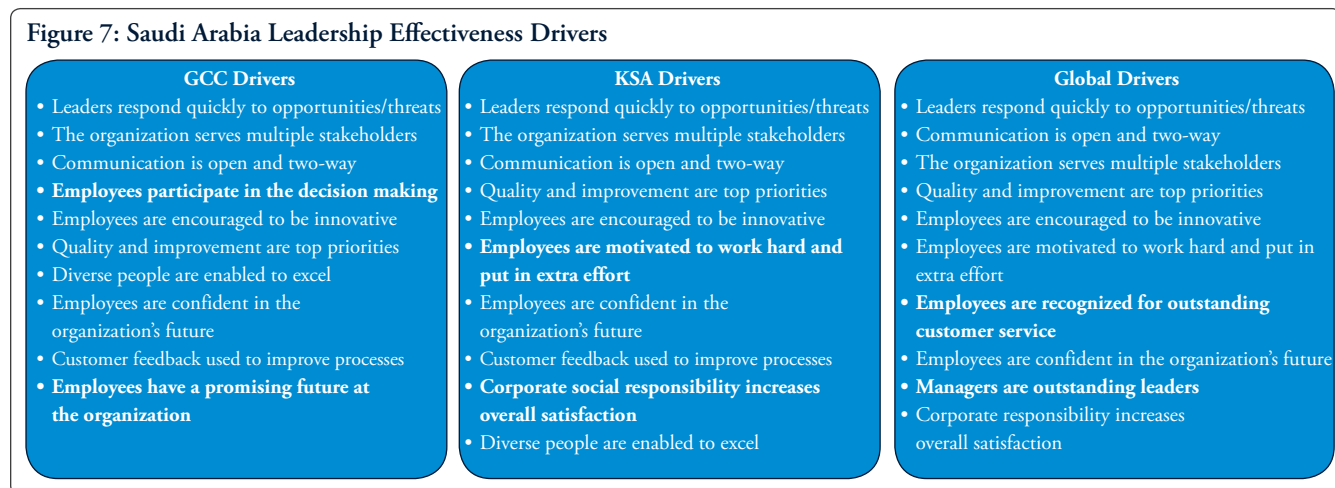 Figure 7: Saudi Arabia Leadership Effectiveness Drivers
GCC Drivers
• Leaders respond quickly to opportunities/threats
• The organization serves multiple stakeholders
• Communication is open and two-way
• Employees participate in the decision making
• Employees are encouraged to be innovative
• Quality and improvement are top priorities
• Diverse people are enabled to excel
• Employees are confident in the
organization’s future
• Customer feedback used to improve processes
• Employees have a promising future at
the organization
KSA Drivers
• Leaders respond quickly to opportunities/threats
• The organization serves multiple stakeholders
• Communication is open and two-way
• Quality and improvement are top priorities
• Employees are encouraged to be innovative
• Employees are motivated to work hard and
put in extra effort
• Employees are confident in the
organization’s future
• Customer feedback used to improve processes
• Corporate social responsibility increases
overall satisfaction
• Diverse people are enabled to excel
Global Drivers
• Leaders respond quickly to opportunities/threats
• Communication is open and two-way
• The organization serves multiple stakeholders
• Quality and improvement are top priorities
• Employees are encouraged to be innovative
• Employees are motivated to work hard and put in
extra effort
• Employees are recognized for outstanding
customer service
• Employees are confident in the organization’s future
• Managers are outstanding leaders
• Corporate responsibility increases
overall satisfaction